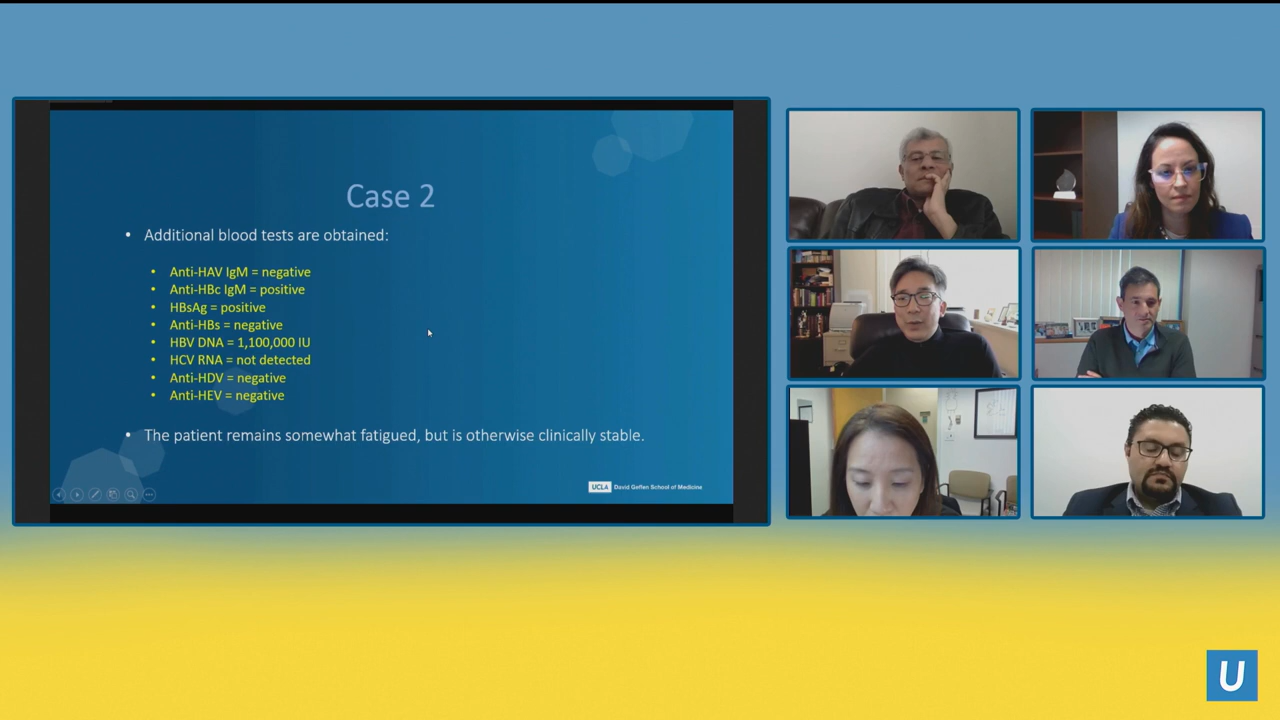 Case 2
• Additional blood tests are obtained:
• Anti-HAV IgM = negative
• Anti-HBc IgM = positive
• HBsAg = positive
• Anti-HBs = negative
• HBV DNA = 1,100,000 IU
• HCV RNA = not detected
• Anti-HDV = negative
• Anti-HEV = negative
• The patient remains somewhat fatigued, but is otherwise clinically stable.
UCLA David Geffen School of Medicine
U